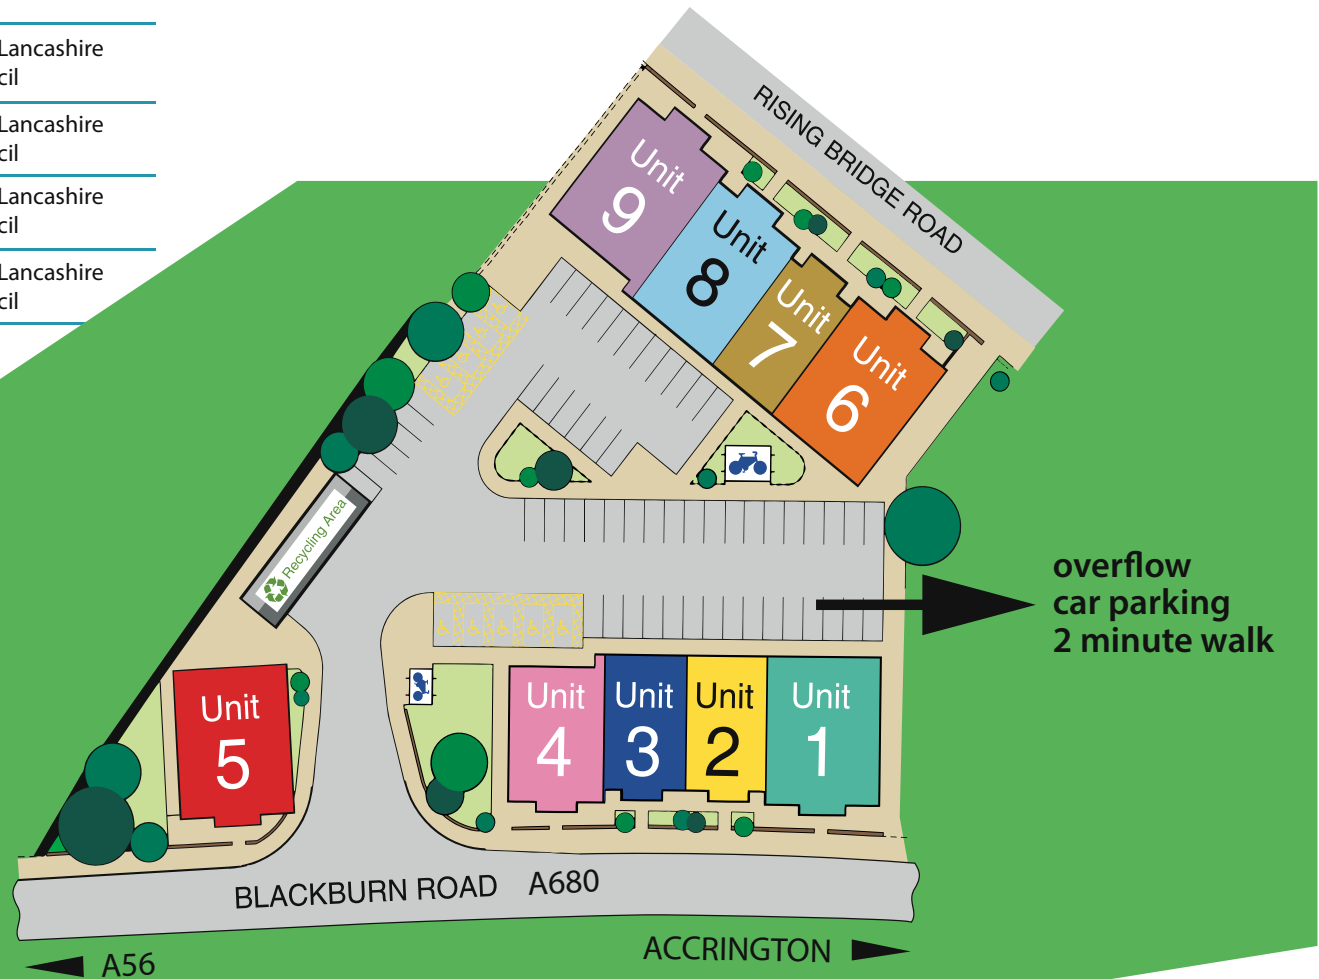 Lancashire
cil
Lancashire
cil
Lancashire
cil
Lancashire
cil
RISING BRIDGE ROAD
Unit
9
Unit
8
Unit
7
Unit
6
Recycling Area
overflow
car parking
2 minute walk
Unit
5
Unit
4
Unit
3
Unit
2
Unit
1
BLACKBURN ROAD A680
ACCRINGTON
A56